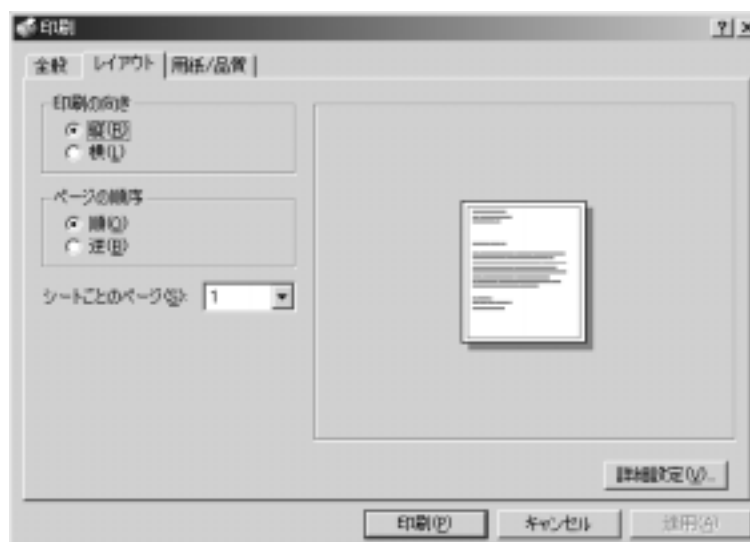 印刷
全般 レイアウト 用紙/品質
印刷の向き
縦(R)
横(L)
ページの順序
順(Q)
逆(B)
シートごとのページ(S): 1
詳細設定(V)...
印刷(P) キャンセル 適用(A)